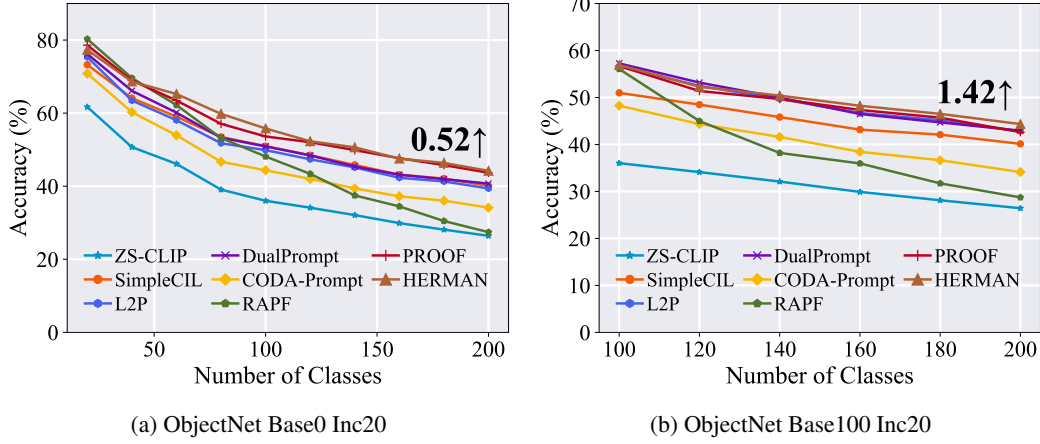 80
60
40
20
0
Accuracy (%)
0.52↑
ZS-CLIP
SimpleCIL
L2P
DualPrompt
CODA-Prompt
RAPF
PROOF
HERMAN
50
100
150
200
Number of Classes
(a) ObjectNet Base0 Inc20
70
60
50
40
30
20
10
0
Accuracy (%)
1.42↑
ZS-CLIP
SimpleCIL
L2P
DualPrompt
CODA-Prompt
RAPF
PROOF
HERMAN
100
120
140
160
180
200
Number of Classes
(b) ObjectNet Base100 Inc20